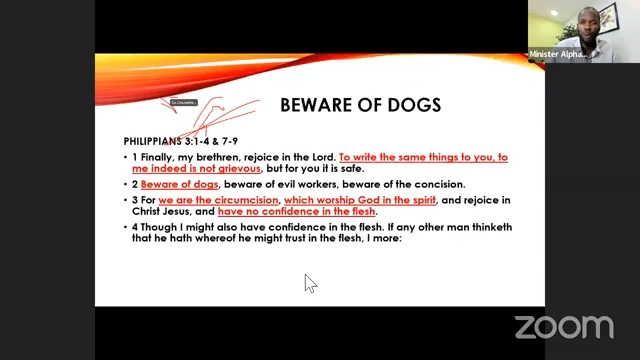 Minister Alpha...
BEWARE OF DOGS
PHILIPPIANS 3:1-4 & 7-9
• 1 Finally, my brethren, rejoice in the Lord. To write the same things to you, to
me indeed is not grievous, but for you it is safe.
• 2 Beware of dogs, beware of evil workers, beware of the concision.
• 3 For we are the circumcision, which worship God in the spirit, and rejoice in
Christ Jesus, and have no confidence in the flesh.
• 4 Though I might also have confidence in the flesh. If any other man thinketh
that he hath whereof he might trust in the flesh, I more:
zoom